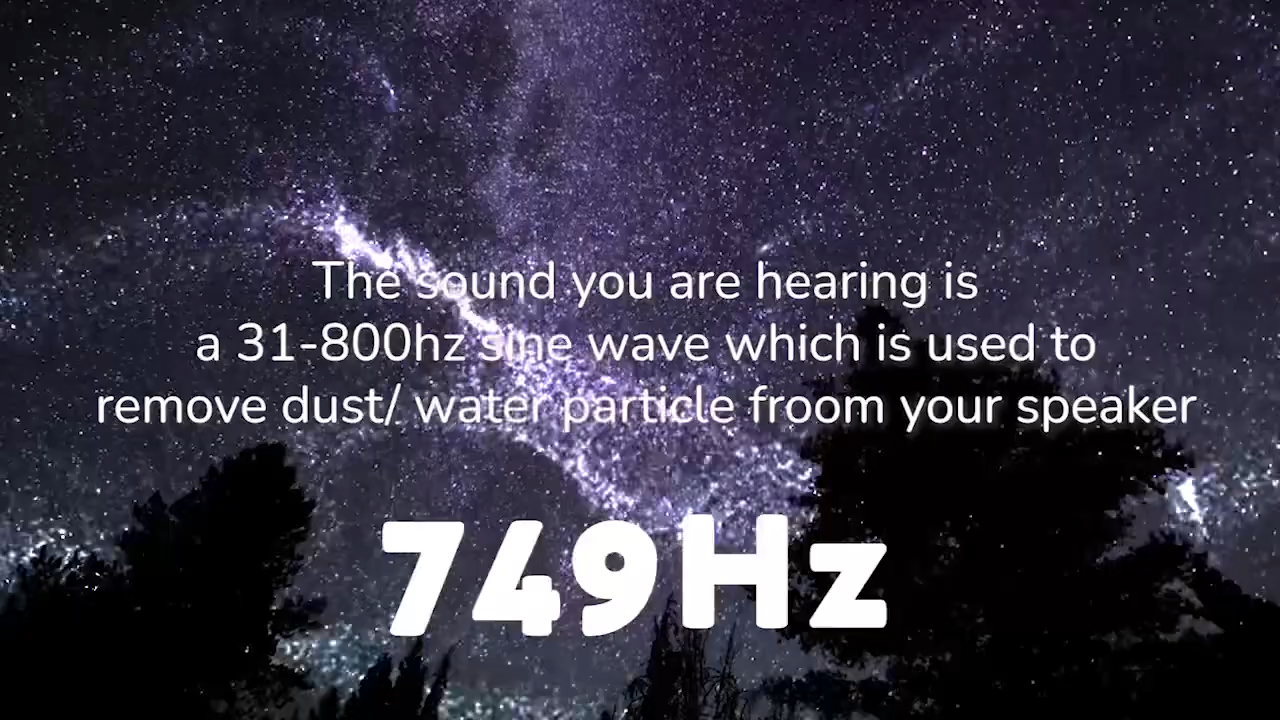 The sound you are hearing is
a 31-800hz sine wave which is used to
remove dust/ water particle froom your speaker
749Hz